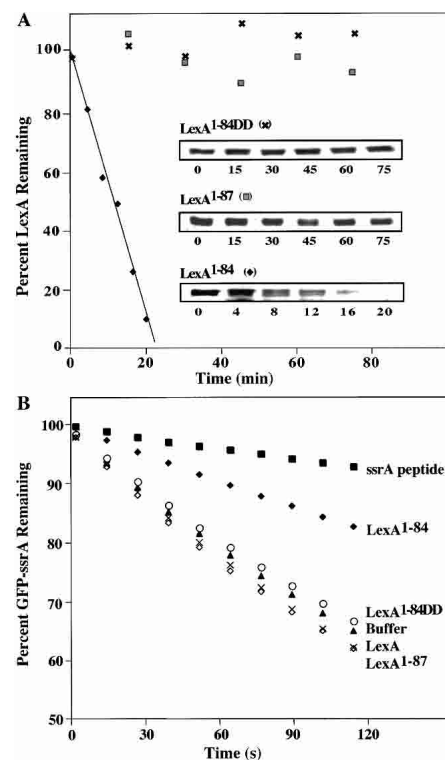 A
Percent LexA Remaining
100
80
60
40
20
0
LexA1-84DD (✖)
0 15 30 45 60 75
LexA1-87 (■)
0 15 30 45 60 75
LexA1-84 (◆)
0 4 8 12 16 20
0 20 40 60 80
Time (min)
B
Percent GFP-ssrA Remaining
100
90
80
70
60
50
ssrA peptide
LexA1-84
LexA1-84DD
Buffer
LexA
LexA1-87
0 30 60 90 120
Time (s)